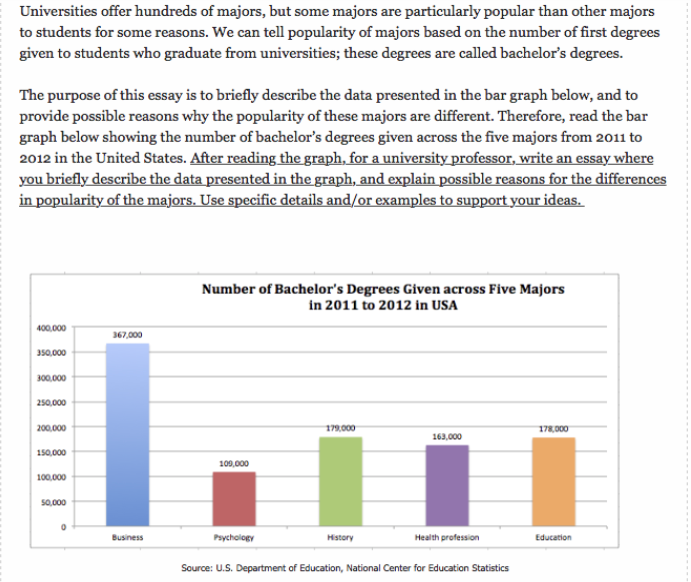 Universities offer hundreds of majors, but some majors are particularly popular than other majors
to students for some reasons. We can tell popularity of majors based on the number of first degrees
given to students who graduate from universities; these degrees are called bachelor's degrees.
The purpose of this essay is to briefly describe the data presented in the bar graph below, and to
provide possible reasons why the popularity of these majors are different. Therefore, read the bar
graph below showing the number of bachelor's degrees given across the five majors from 2011 to
2012 in the United States. After reading the graph, for a university professor, write an essay where
you briefly describe the data presented in the graph, and explain possible reasons for the differences
in popularity of the majors. Use specific details and/or examples to support your ideas.
Number of Bachelor's Degrees Given across Five Majors
in 2011 to 2012 in USA
400,000
367,000
350,000
300,000
250,000
200,000
179,000
178,000
163,000
150,000
109,000
100,000
50,000
0
Business Psychology History Health profession Education
Source: U.S. Department of Education, National Center for Education Statistics